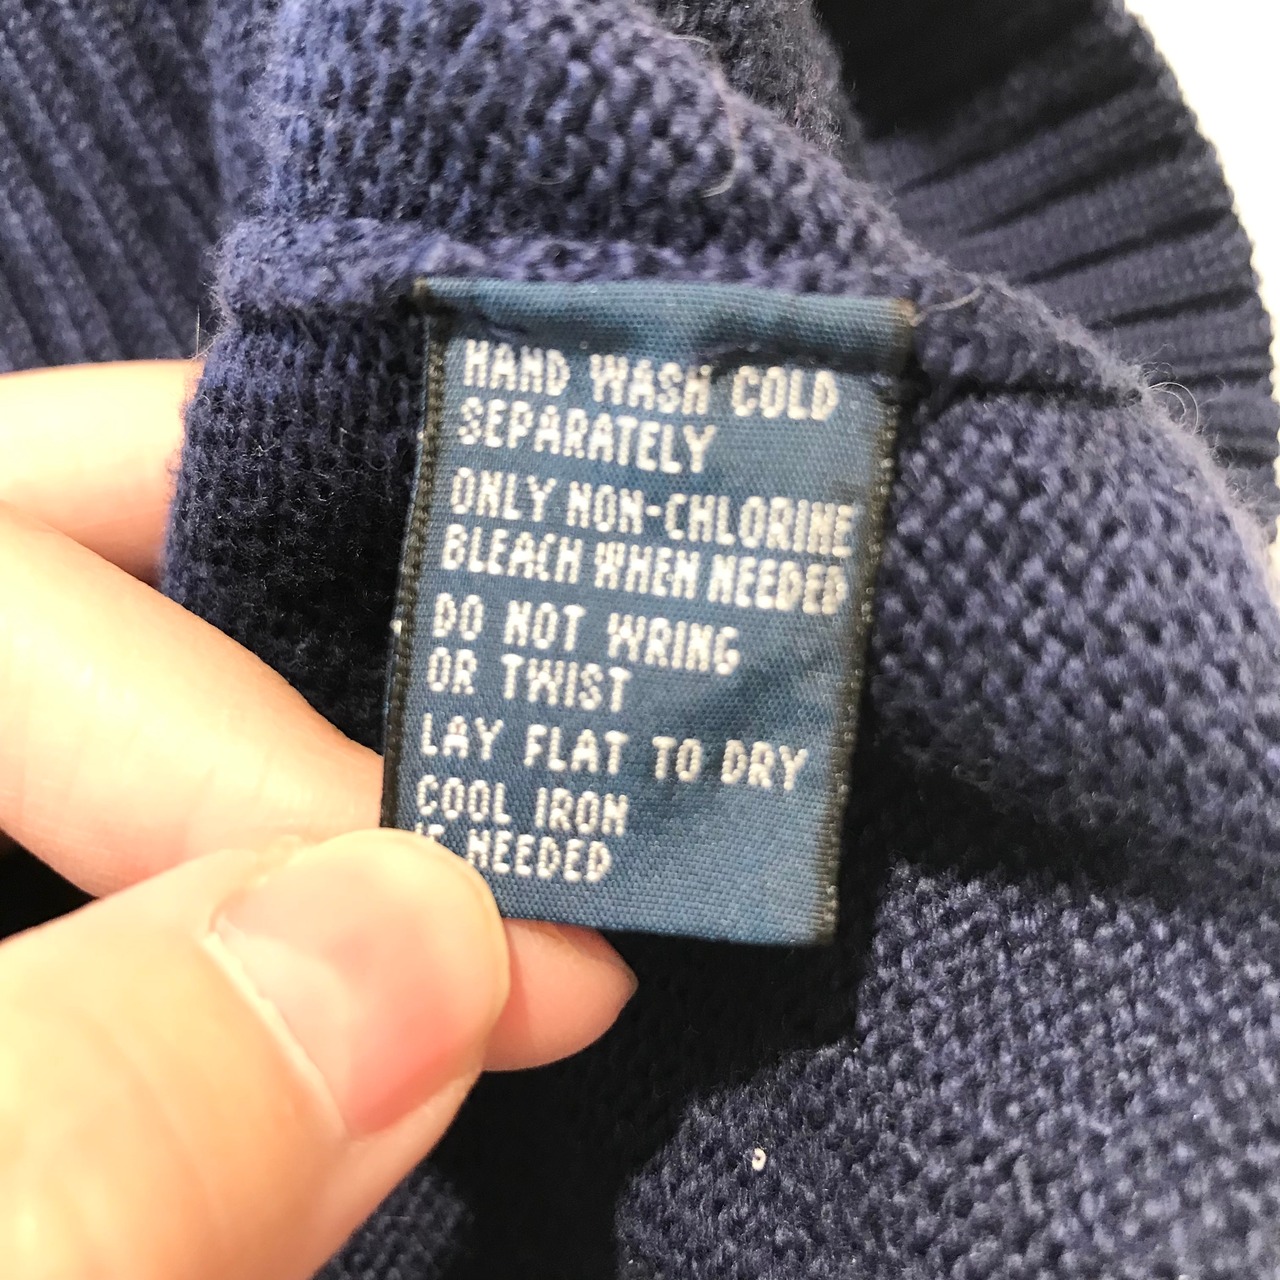 HAND WASH COLD
SEPARATELY
ONLY NON-CHLORINE
BLEACH WHEN NEEDED
DO NOT WRING
OR TWIST
LAY FLAT TO DRY
COOL IRON
IF NEEDED